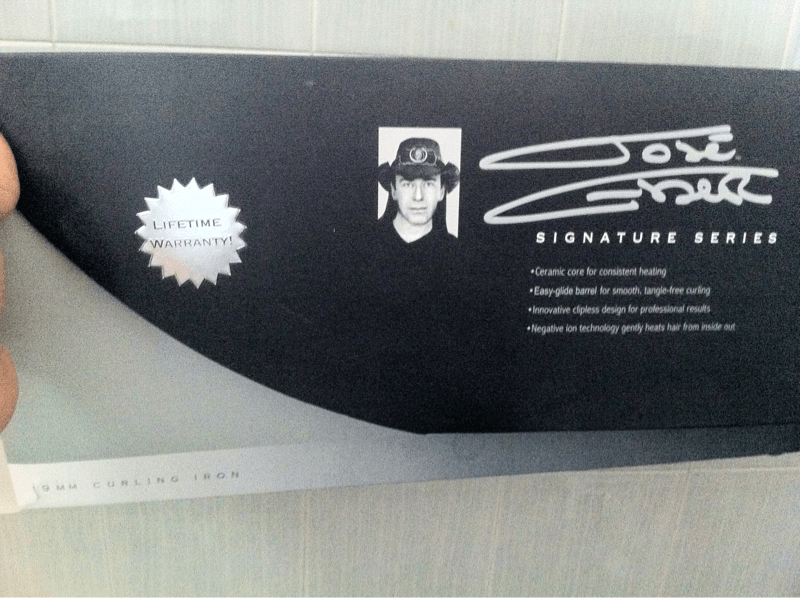 LIFETIME
WARRANTY!
José
Eber
SIGNATURE SERIES
•Ceramic core for consistent heating
•Easy-glide barrel for smooth, tangle-free curling
•Innovative clipless design for professional results
•Negative ion technology gently heats hair from inside out
19MM CURLING IRON